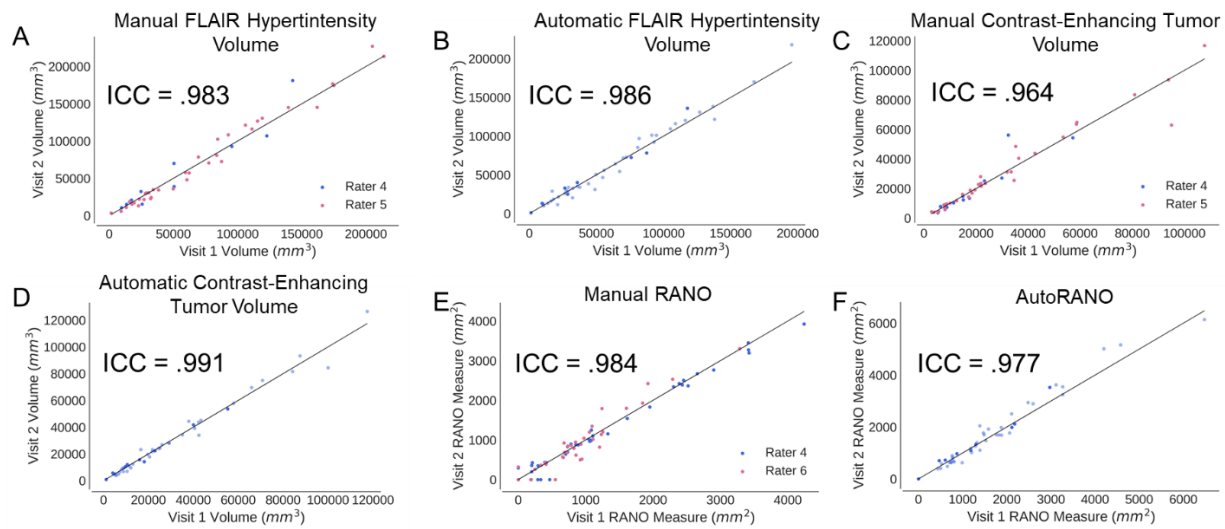 A
Manual FLAIR Hypertintensity
Volume
ICC = .983
Visit 2 Volume (mm³)
200000
150000
100000
50000
0
0 50000 100000 150000 200000
Visit 1 Volume (mm³)
Rater 4
Rater 5
B
Automatic FLAIR Hypertintensity
Volume
ICC = .986
Visit 2 Volume (mm³)
200000
150000
100000
50000
0
0 50000 100000 150000 200000
Visit 1 Volume (mm³)
C
Manual Contrast-Enhancing Tumor
Volume
ICC = .964
Visit 2 Volume (mm³)
120000
100000
80000
60000
40000
20000
0
0 20000 40000 60000 80000 100000
Visit 1 Volume (mm³)
Rater 4
Rater 5
D
Automatic Contrast-Enhancing
Tumor Volume
ICC = .991
Visit 2 Volume (mm³)
120000
100000
80000
60000
40000
20000
0
0 20000 40000 60000 80000 100000 120000
Visit 1 Volume (mm³)
E
Manual RANO
ICC = .984
Visit 2 RANO Measure (mm²)
4000
3000
2000
1000
0
0 1000 2000 3000 4000
Visit 1 RANO Measure (mm²)
Rater 4
Rater 6
F
AutoRANO
ICC = .977
Visit 2 RANO Measure (mm²)
6000
5000
4000
3000
2000
1000
0
0 1000 2000 3000 4000 5000 6000
Visit 1 RANO Measure (mm²)